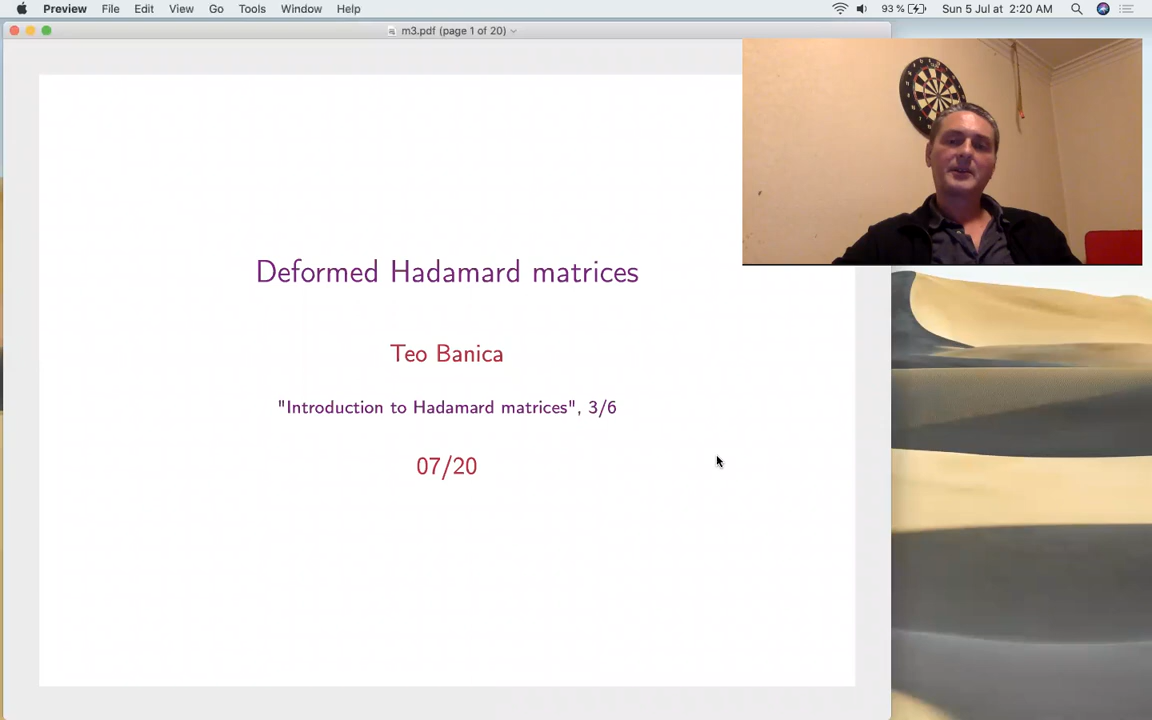 Preview File Edit View Go Tools Window Help 93 % Sun 5 Jul at 2:20 AM
m3.pdf (page 1 of 20)
Deformed Hadamard matrices
Teo Banica
"Introduction to Hadamard matrices", 3/6
07/20